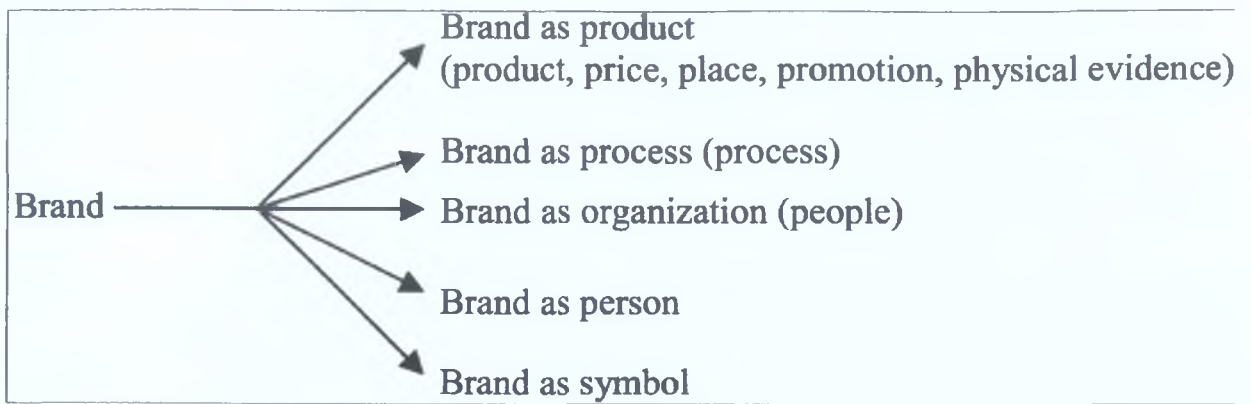 Brand as product
(product, price, place, promotion, physical evidence)
Brand as process (process)
Brand
Brand as organization (people)
Brand as person
Brand as symbol